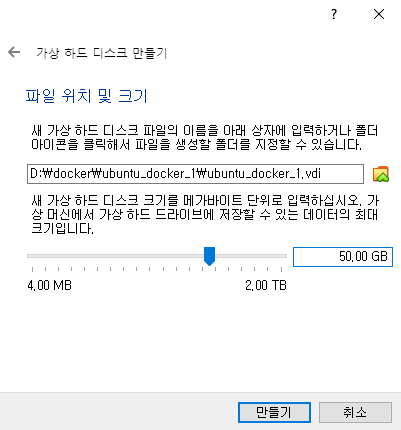 ?
가상 하드 디스크 만들기
파일 위치 및 크기
새 가상 하드 디스크 파일의 이름을 아래 상자에 입력하거나 폴더
아이콘을 클릭해서 파일을 생성할 폴더를 지정할 수 있습니다.
D:₩docker₩ubuntu_docker_1₩ubuntu_docker_1.vdi
새 가상 하드 디스크 크기를 메가바이트 단위로 입력하십시오. 가
상 머신에서 가상 하드 드라이브에 저장할 수 있는 데이터의 최대
크기입니다.
50.00 GB
4.00 MB 2.00 TB
만들기 취소